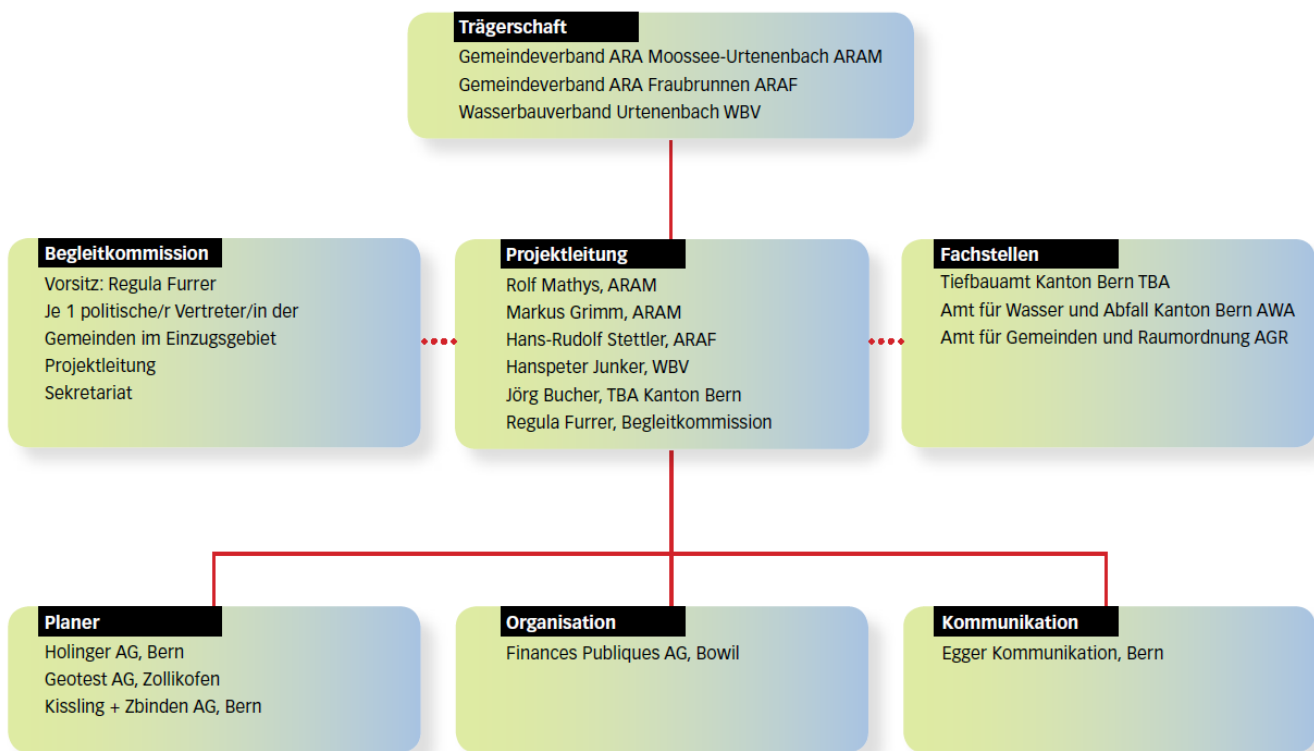 Trägerschaft
Gemeindeverband ARA Moossee-Urtenenbach ARAM
Gemeindeverband ARA Fraubrunnen ARAF
Wasserbauverband Urtenenbach WBV
Begleitkommission
Vorsitz: Regula Furrer
Je 1 politische/r Vertreter/in der
Gemeinden im Einzugsgebiet
Projektleitung
Sekretariat
Projektleitung
Rolf Mathys, ARAM
Markus Grimm, ARAM
Hans-Rudolf Stettler, ARAF
Hanspeter Junker, WBV
Jörg Bucher, TBA Kanton Bern
Regula Furrer, Begleitkommission
Fachstellen
Tiefbauamt Kanton Bern TBA
Amt für Wasser und Abfall Kanton Bern AWA
Amt für Gemeinden und Raumordnung AGR
Planer
Holinger AG, Bern
Geotest AG, Zollikofen
Kissling + Zbinden AG, Bern
Organisation
Finances Publiques AG, Bowil
Kommunikation
Egger Kommunikation, Bern